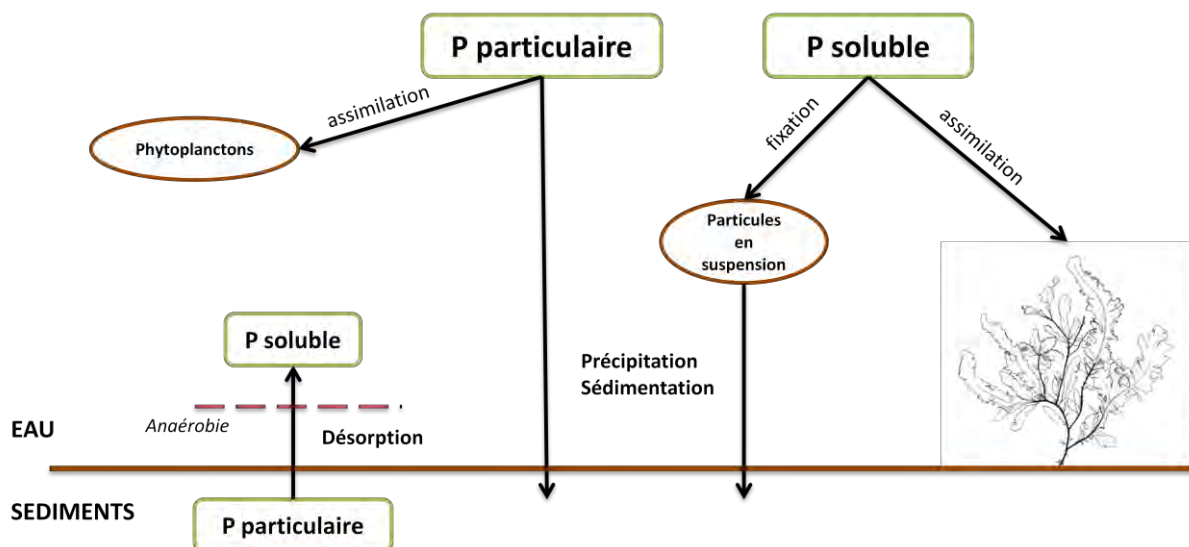 P particulaire
P soluble
assimilation
fixation
assimilation
Phytoplanctons
Particules
en
suspension
P soluble
Précipitation
Sédimentation
Anaérobie
Désorption
EAU
SEDIMENTS
P particulaire